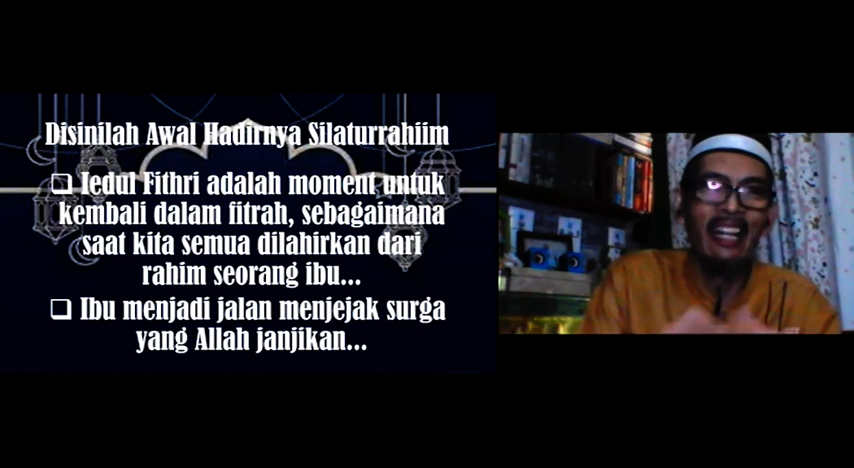 Disinilah Awal Hadirnya Silaturrahiim
❑ Iedul Fithri adalah moment untuk
kembali dalam fitrah, sebagaimana
saat kita semua dilahirkan dari
rahim seorang ibu...
❑ Ibu menjadi jalan menjejak surga
yang Allah janjikan...